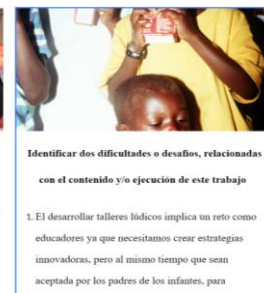 Identificar dos dificultades o desafíos, relacionadas
con el contenido y/o ejecución de este trabajo
1. El desarrollar talleres lúdicos implica un reto como
educadores ya que necesitamos crear estrategias
innovadoras, pero al mismo tiempo que sean
aceptada por los padres de los infantes, para